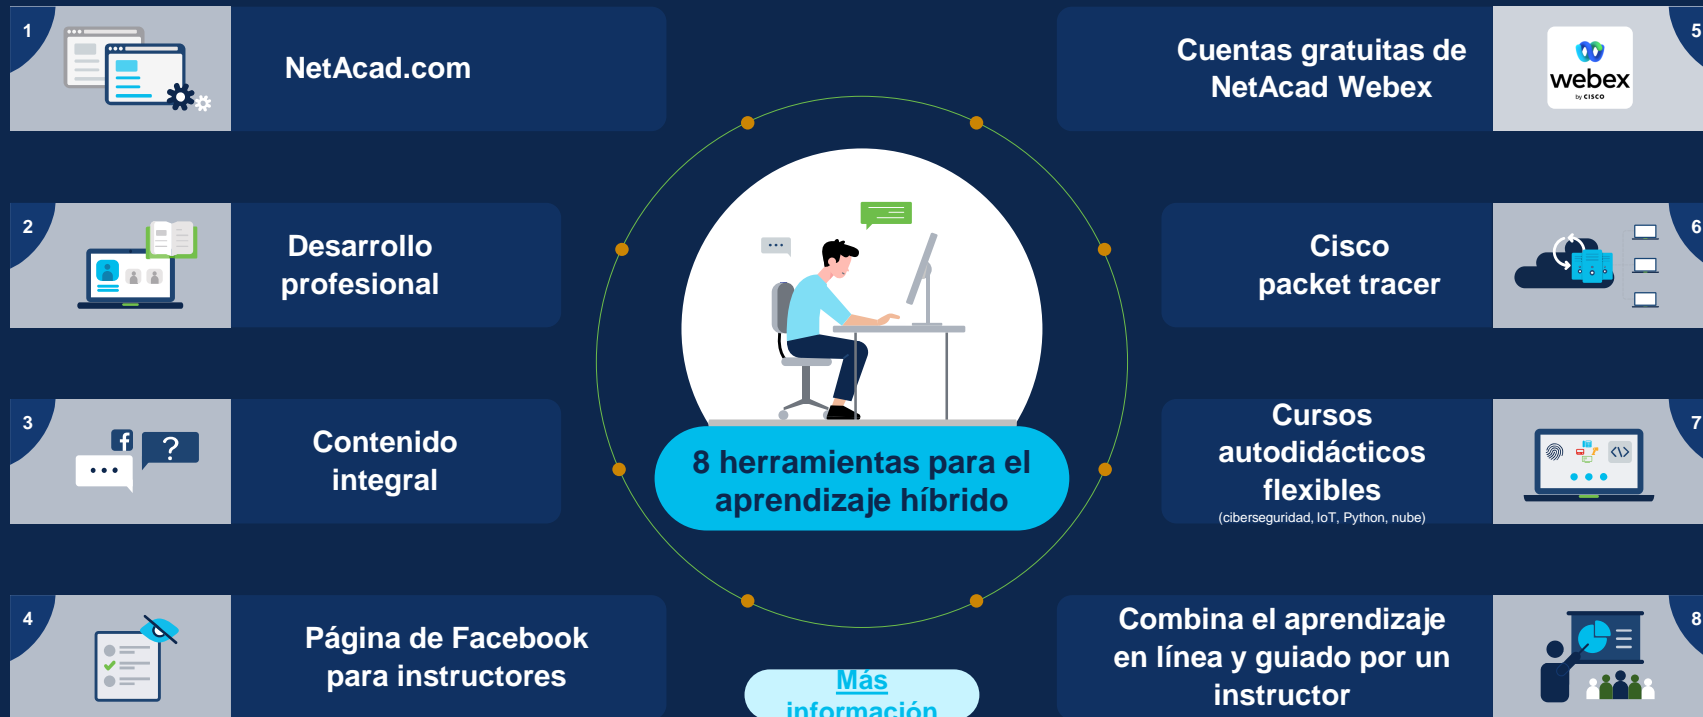 1
NetAcad.com
2
Desarrollo
profesional
3
Contenido
integral
4
Página de Facebook
para instructores
8 herramientas para el
aprendizaje híbrido
Más
información
Cuentas gratuitas de
NetAcad Webex
webex
by CISCO
5
Cisco
packet tracer
6
Cursos
autodidácticos
flexibles
(ciberseguridad, IoT, Python, nube)
7
Combina el aprendizaje
en línea y guiado por un
instructor
8